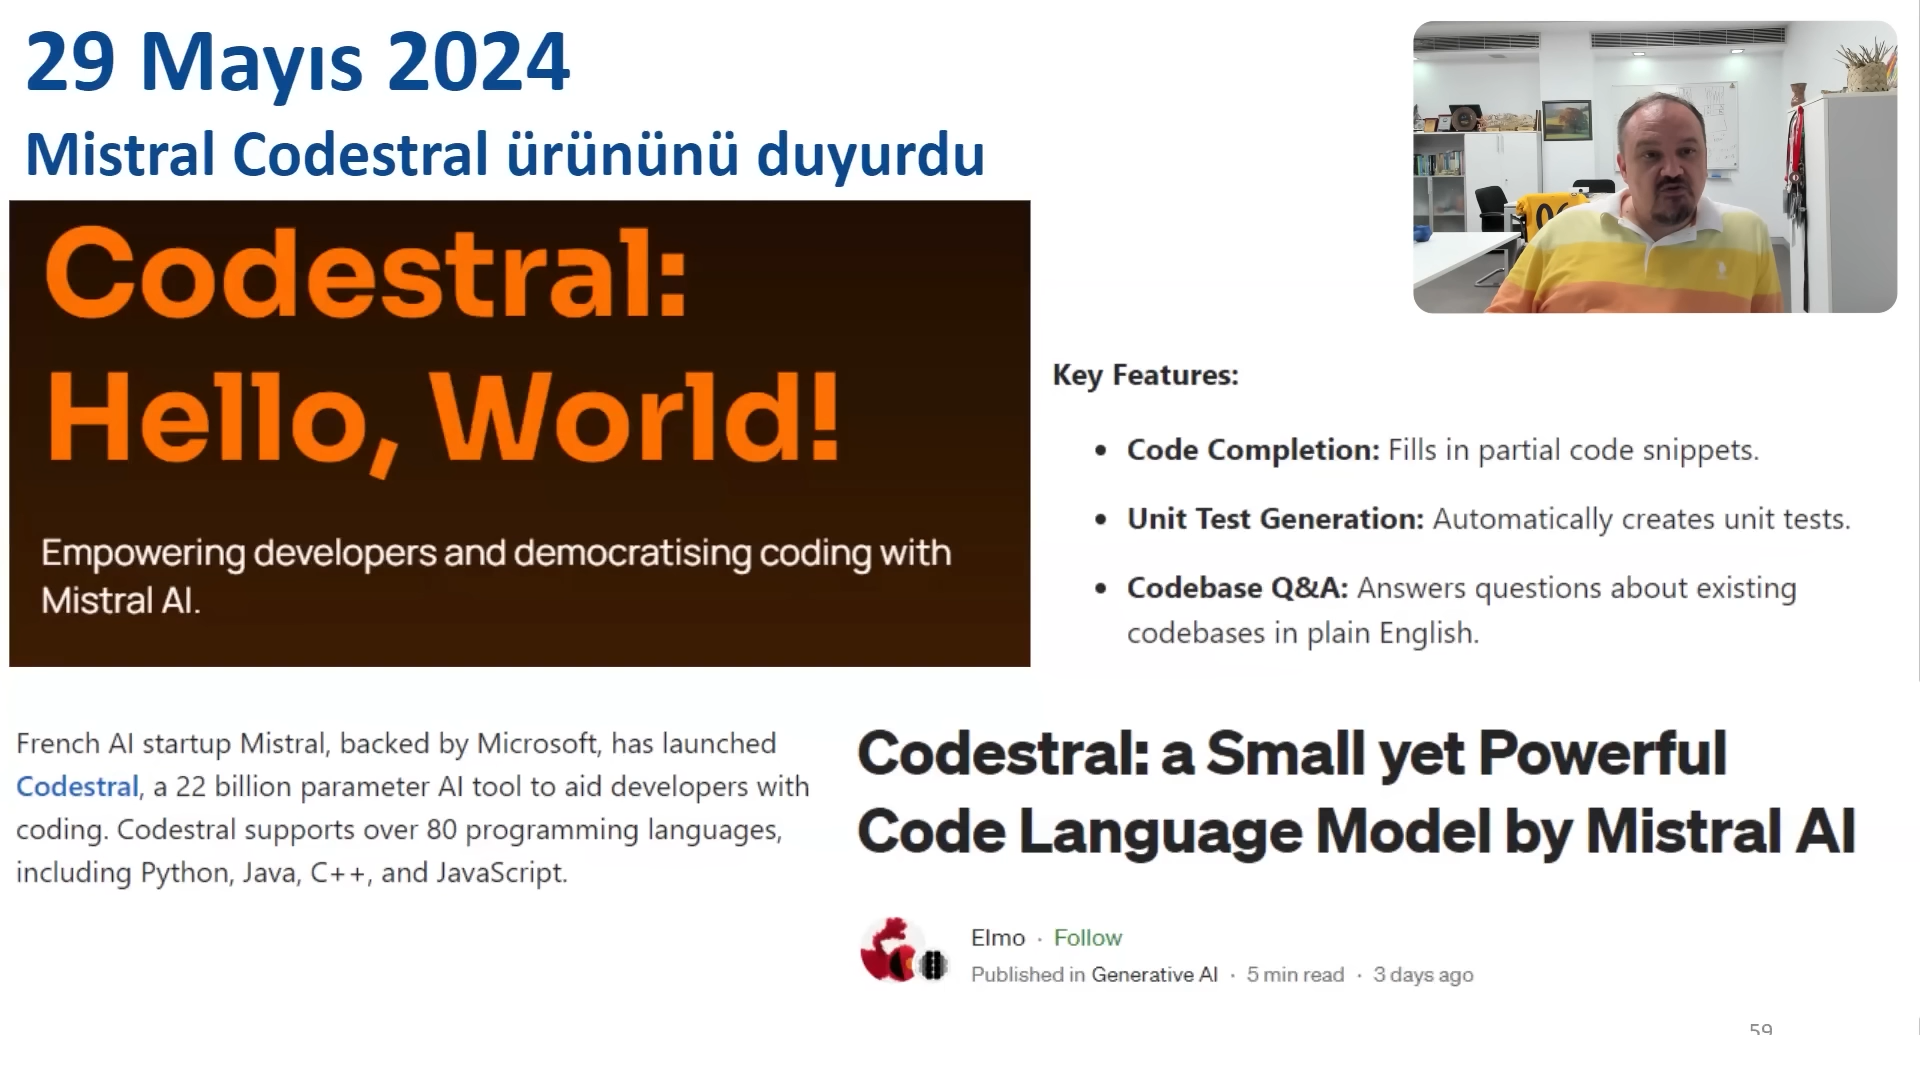 29 Mayıs 2024
Mistral Codestral ürününü duyurdu
Codestral:
Hello, World!
Empowering developers and democratising coding with
Mistral AI.
06
Key Features:
• Code Completion: Fills in partial code snippets.
• Unit Test Generation: Automatically creates unit tests.
• Codebase Q&A: Answers questions about existing
codebases in plain English.
French AI startup Mistral, backed by Microsoft, has launched
Codestral, a 22 billion parameter AI tool to aid developers with
coding. Codestral supports over 80 programming languages,
including Python, Java, C++, and JavaScript.
Codestral: a Small yet Powerful
Code Language Model by Mistral AI
Elmo · Follow
Published in Generative AI · 5 min read · 3 days ago
59